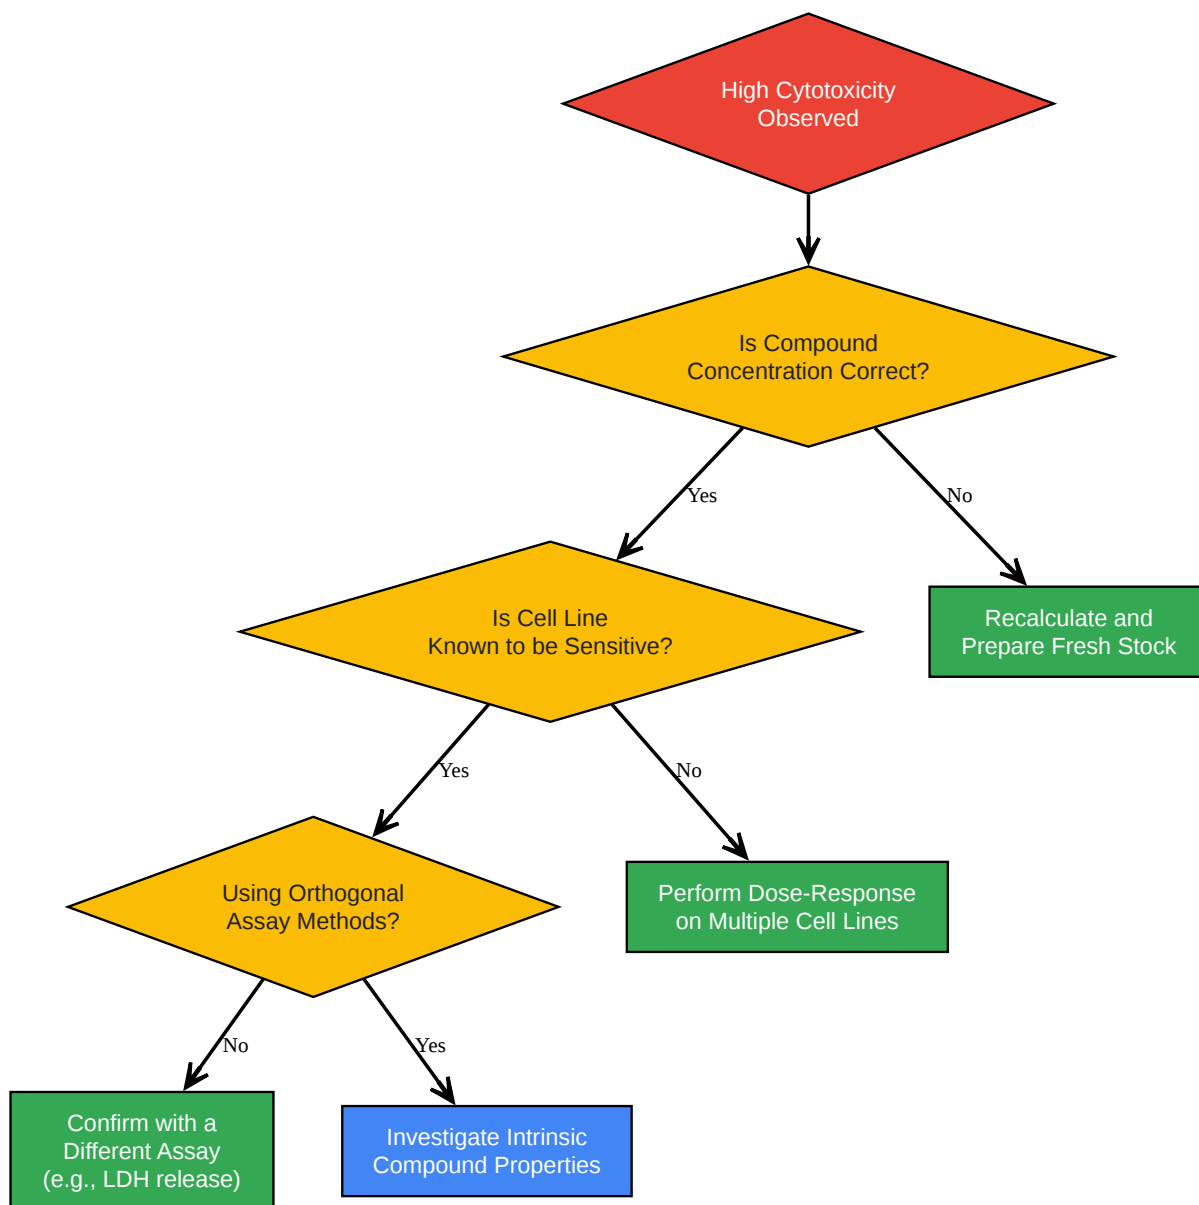 High Cytotoxicity
Observed
Is Compound
Concentration Correct?
Yes
No
Is Cell Line
Known to be Sensitive?
Recalculate and
Prepare Fresh Stock
Yes
No
Using Orthogonal
Assay Methods?
Perform Dose-Response
on Multiple Cell Lines
No
Yes
Confirm with a
Different Assay
(e.g., LDH release)
Investigate Intrinsic
Compound Properties